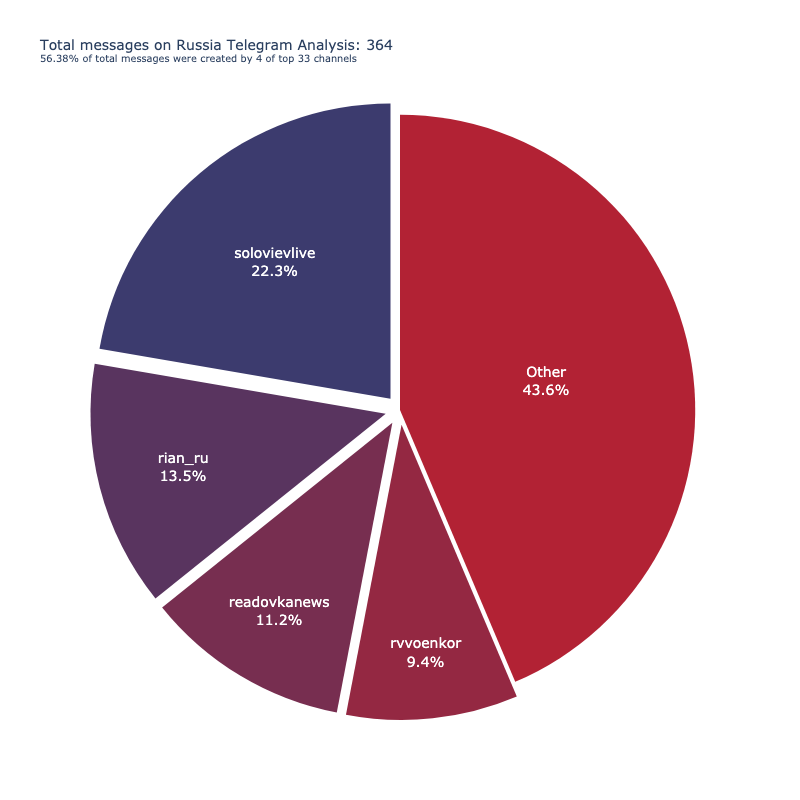 Total messages on Russia Telegram Analysis: 364
56.38% of total messages were created by 4 of top 33 channels
solovievlive
22.3%
Other
43.6%
rian_ru
13.5%
readovkanews
11.2%
rvvoenkor
9.4%